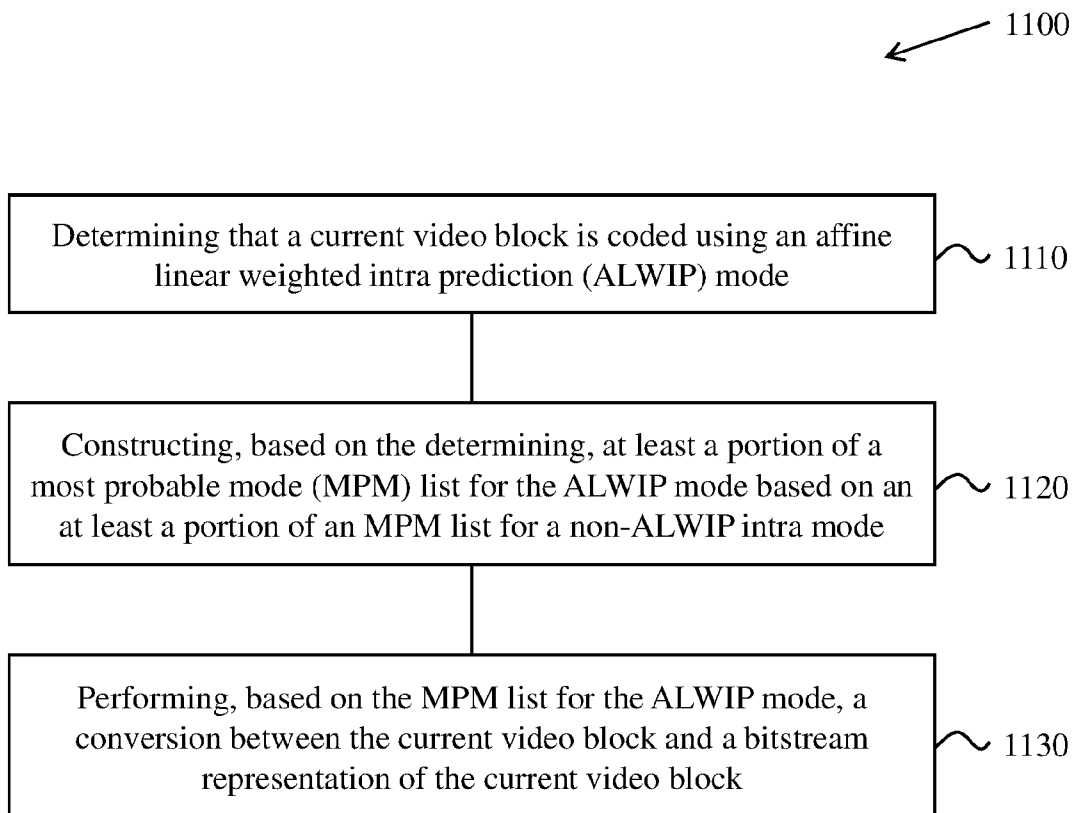 1100
Determining that a current video block is coded using an affine
linear weighted intra prediction (ALWIP) mode
1110
Constructing, based on the determining, at least a portion of a
most probable mode (MPM) list for the ALWIP mode based on an
at least a portion of an MPM list for a non-ALWIP intra mode
1120
Performing, based on the MPM list for the ALWIP mode, a
conversion between the current video block and a bitstream
representation of the current video block
1130